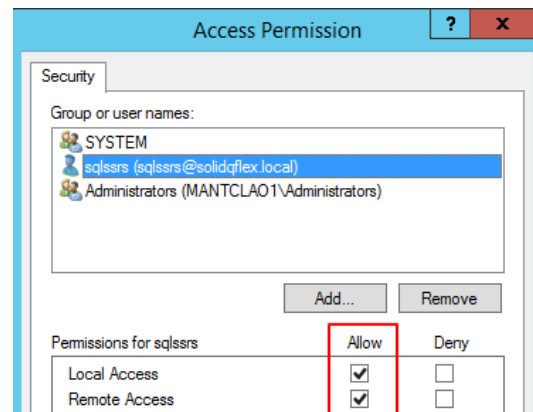 Access Permission
?
x
Security
Group or user names:
SYSTEM
sqlssrs (sqlssrs@solidqflex.local)
Administrators (MANTCLAO1\Administrators)
Add... Remove
Permissions for sqlssrs Allow Deny
Local Access
Remote Access